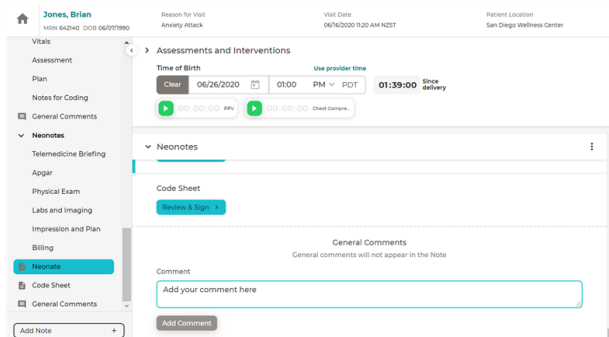 Jones, Brian
MRN 642140 DOB 06/07/1990
Reason for Visit
Anxiety Attack
Visit Date
06/16/2020 11:20 AM NZST
Patient Location
San Diego Wellness Center
Vitals
Assessment
Plan
Notes for Coding
General Comments
Neonotes
Telemedicine Briefing
Apgar
Physical Exam
Labs and Imaging
Impression and Plan
Billing
Neonate
Code Sheet
General Comments
Add Note +
Assessments and Interventions
Time of Birth
Use provider time
Clear 06/26/2020 01:00 PM PDT 01:39:00 Since delivery
00:00:00 PPV 00:00:00 Chest Compre...
Neonotes
Code Sheet
Review & Sign >
General Comments
General comments will not appear in the Note
Comment
Add your comment here
Add Comment